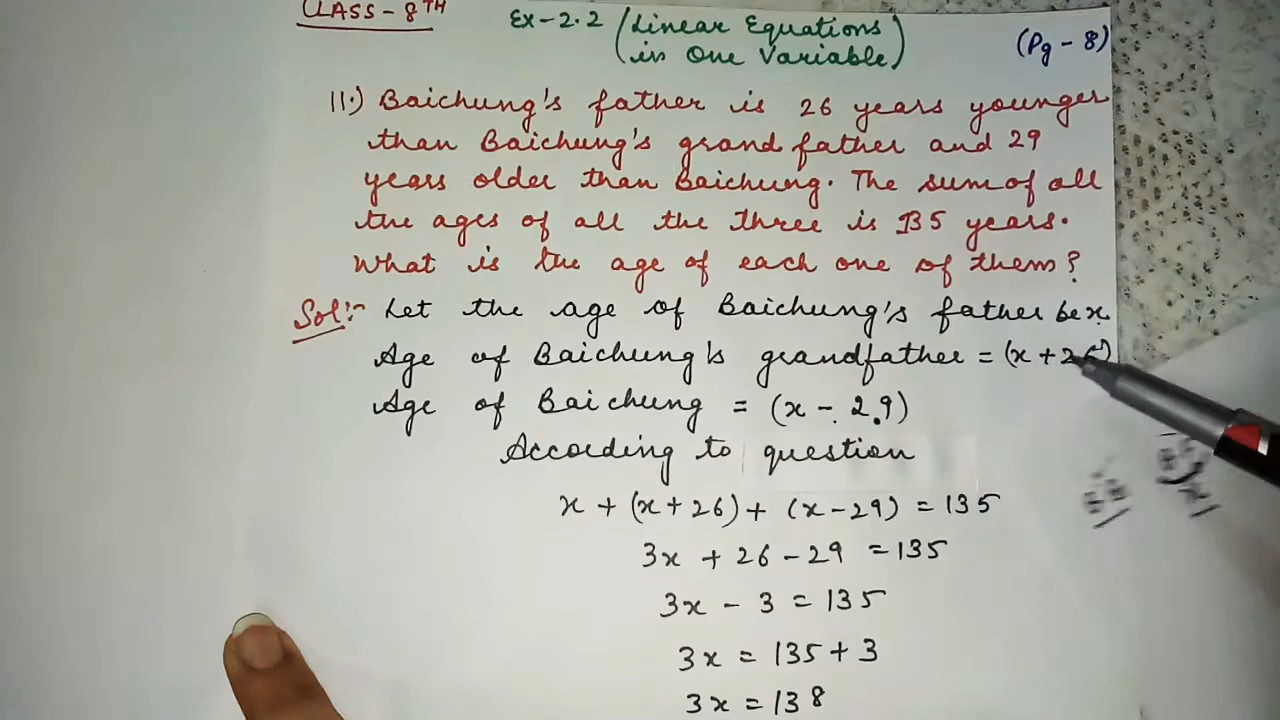 CLASS - 8TH
Ex-2.2 (Linear Equations
in One Variable)
(Pg - 8)
11.) Baichung's father is 26 years younger
than Baichung's grand father and 29
years older than Baichung. The sum of all
the ages of all the three is 135 years.
What is the age of each one of them?
Sol:- Let the age of Baichung's father be x.
Age of Baichung's grandfather = (x + 26)
Age of Baichung = (x - 29)
According to question
x + (x + 26) + (x - 29) = 135
3x + 26 - 29 = 135
3x - 3 = 135
3x = 135 + 3
3x = 138